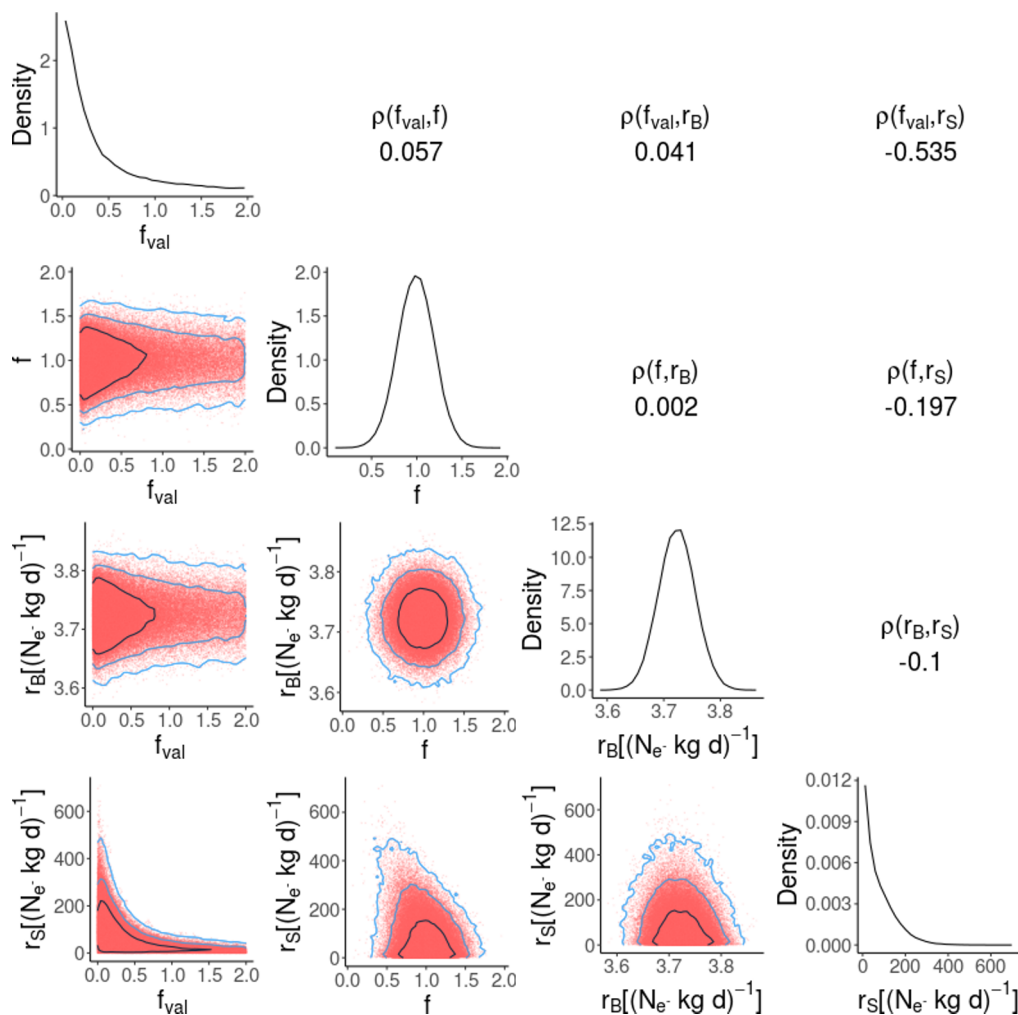 Density
2
1
0
0.0 0.5 1.0 1.5 2.0
f_val
ρ(f_val,f)
0.057
ρ(f_val,r_B)
0.041
ρ(f_val,r_S)
-0.535
f
2.0
1.5
1.0
0.5
0.0
0.0 0.5 1.0 1.5 2.0
f_val
Density
2.0
1.5
1.0
0.5
0.0
0.5 1.0 1.5 2.0
f
ρ(f,r_B)
0.002
ρ(f,r_S)
-0.197
r_B[(N_e- kg d)^−1]
3.8
3.7
3.6
0.0 0.5 1.0 1.5 2.0
f_val
r_B[(N_e- kg d)^−1]
3.8
3.7
3.6
0.0 0.5 1.0 1.5 2.0
f
Density
12.5
10.0
7.5
5.0
2.5
0.0
3.6 3.7 3.8
r_B[(N_e- kg d)^−1]
ρ(r_B,r_S)
-0.1
r_S[(N_e- kg d)^−1]
600
400
200
0
0.0 0.5 1.0 1.5 2.0
f_val
r_S[(N_e- kg d)^−1]
600
400
200
0
0.0 0.5 1.0 1.5 2.0
f
r_S[(N_e- kg d)^−1]
600
400
200
0
3.6 3.7 3.8
r_B[(N_e- kg d)^−1]
Density
0.012
0.009
0.006
0.003
0.000
0 200 400 600
r_S[(N_e- kg d)^−1]